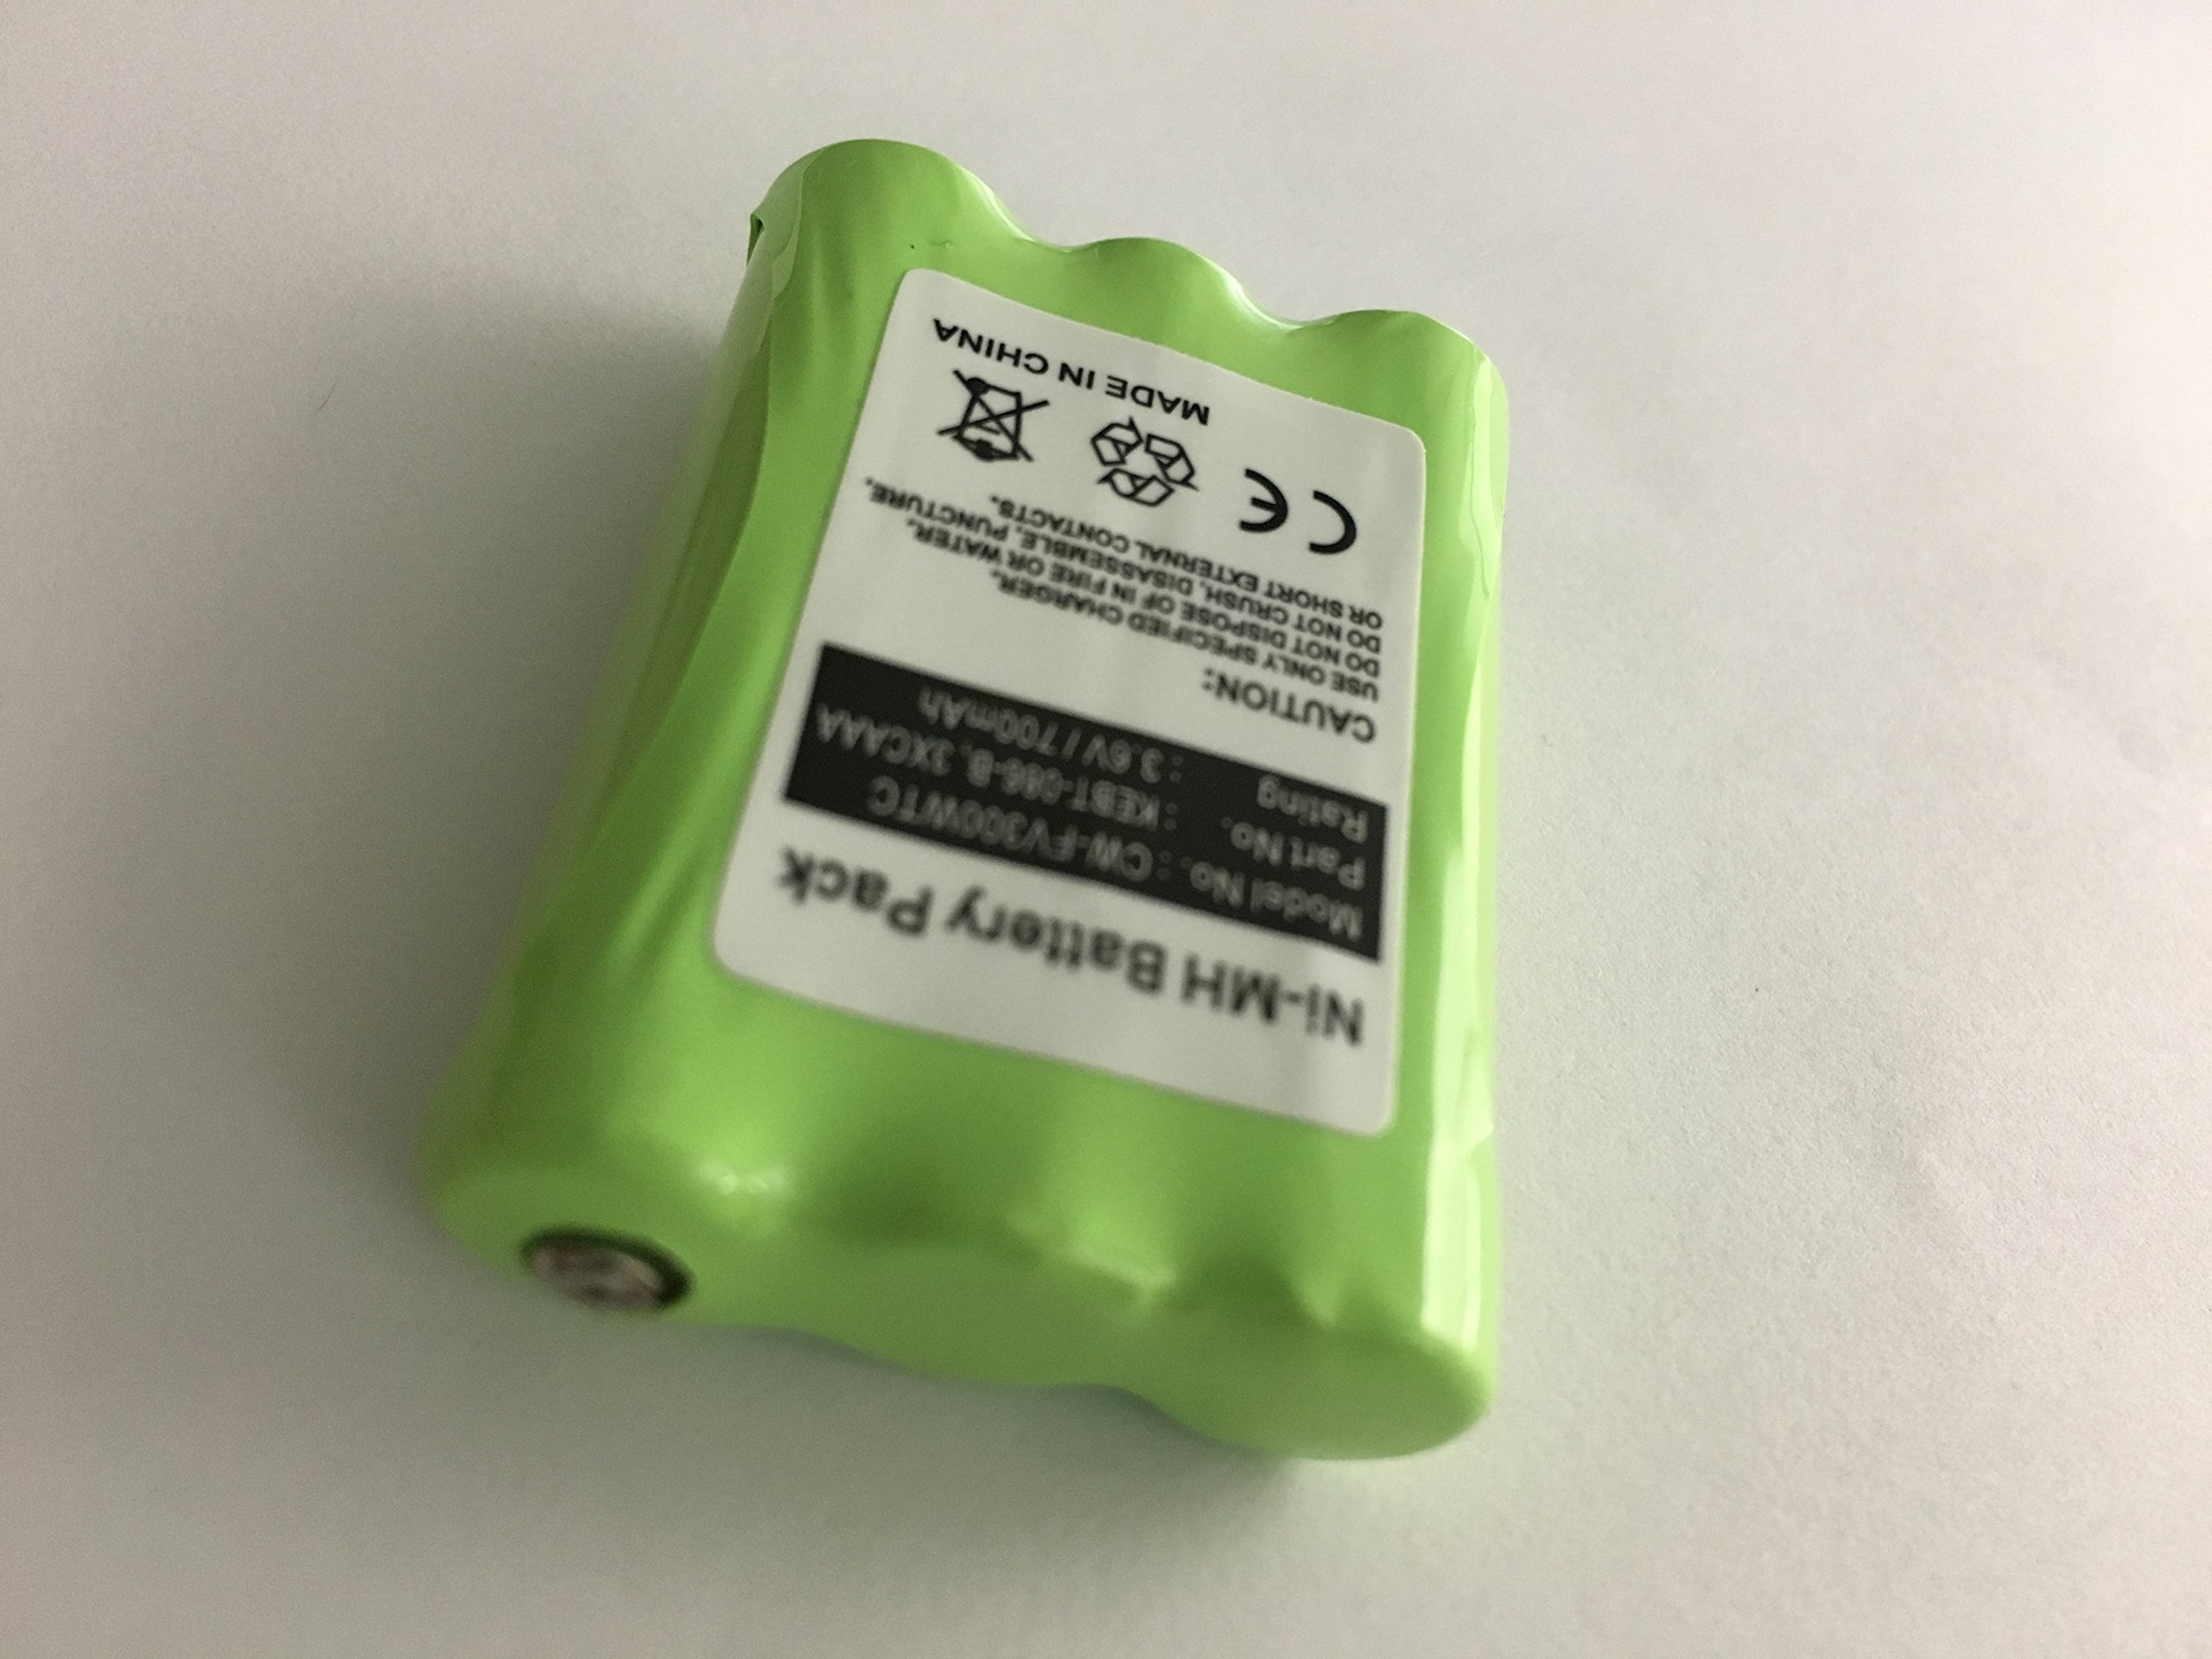 Ni-MH Battery Pack
Model No. : CW-FV300WTC
Part No. : KEBT-086-B, 3XCAAA
Rating : 3.6V / 700mAh
CAUTION:
USE ONLY SPECIFIED CHARGER.
DO NOT DISPOSE OF IN FIRE OR WATER.
DO NOT CRUSH, DISASSEMBLE, PUNCTURE,
OR SHORT EXTERNAL CONTACTS.
CE
MADE IN CHINA